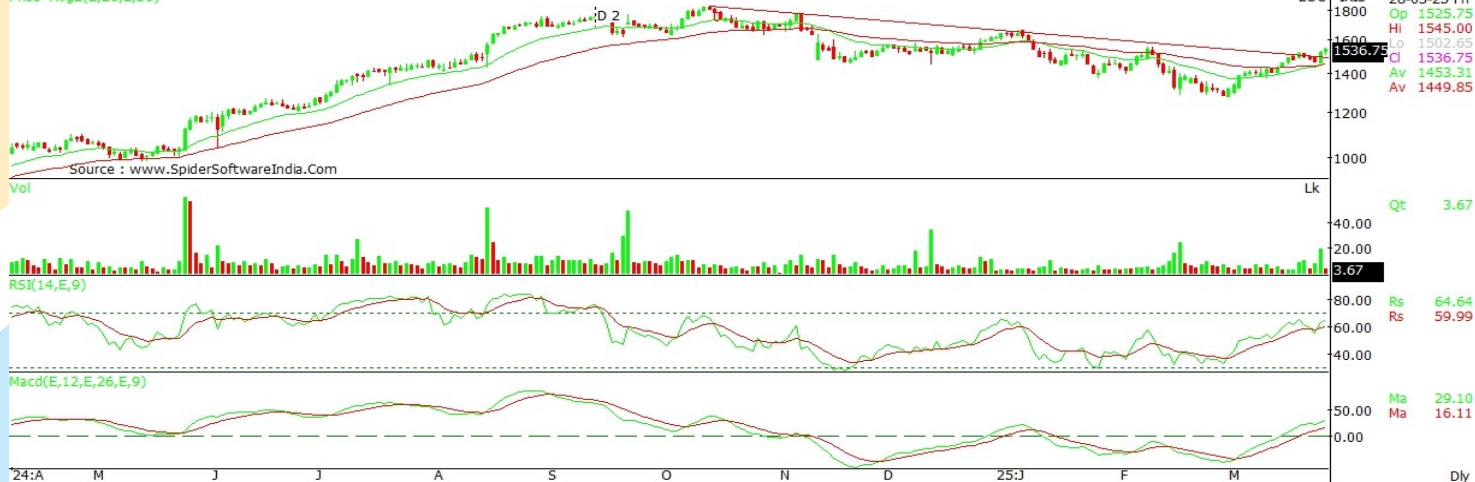 D 2
1800
1600
1536.75
1400
1200
1000
Op 1525.75
Hi 1545.00
Lo 1502.65
Cl 1536.75
Av 1453.31
Av 1449.85
Source : www.SpiderSoftwareIndia.Com
Vol
Lk
40.00
20.00
3.67
Qt 3.67
RSI(14,E,9)
80.00
60.00
40.00
Rs 64.64
Rs 59.99
Macd(E,12,E,26,E,9)
50.00
0.00
Ma 29.10
Ma 16.11
'24:A M J J A S O N D 25:J F M Dly